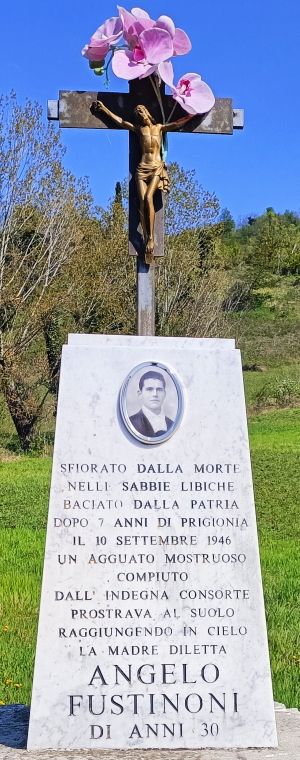 SFIORATO DALLA MORTE
NELLE SABBIE LIBICHE
BACIATO DALLA PATRIA
DOPO 7 ANNI DI PRIGIONIA
IL 10 SETTEMBRE 1946
UN AGGUATO MOSTRUOSO
COMPIUTO
DALL' INDEGNA CONSORTE
PROSTRAVA AL SUOLO
RAGGIUNGENDO IN CIELO
LA MADRE DILETTA
ANGELO
FUSTINONI
DI ANNI 30